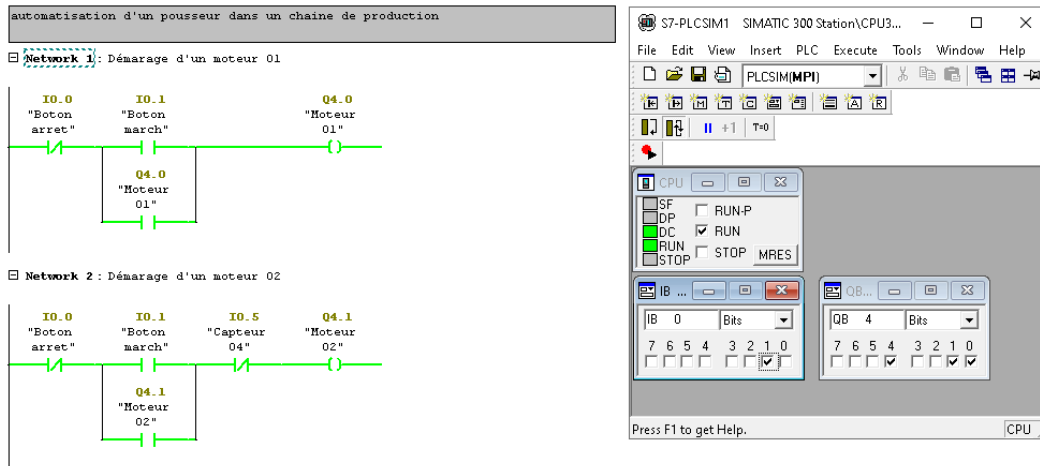 automatisation d'un pousseur dans un chaine de production
Network 1: Démarage d'un moteur 01
I0.0 I0.1 Q4.0
"Boton "Boton "Moteur
arret" march" 01"
Q4.0
"Moteur
01"
Network 2: Démarage d'un moteur 02
I0.0 I0.1 I0.5 Q4.1
"Boton "Boton "Capteur "Moteur
arret" march" 04" 02"
Q4.1
"Moteur
02"
S7-PLCSIM1 SIMATIC 300 Station\CPU3...
File Edit View Insert PLC Execute Tools Window Help
PLCSIM(MPI)
+1 T=0
CPU
SF
DP
DC
RUN
STOP
RUN-P
RUN
STOP MRES
IB ...
IB 0 Bits
7 6 5 4 3 2 1 0
QB...
QB 4 Bits
7 6 5 4 3 2 1 0
Press F1 to get Help.
CPU